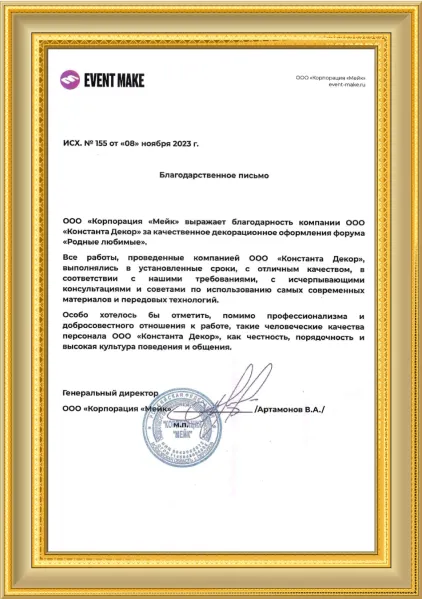 EVENT MAKE
ООО «Корпорация «Мейк»
event-make.ru
ИСХ. № 155 от «08» ноября 2023 г.
Благодарственное письмо
ООО «Корпорация «Мейк» выражает благодарность компании ООО
«Константа Декор» за качественное декорационное оформления форума
«Родные любимые».
Все работы, проведенные компанией ООО «Константа Декор»,
выполнялись в установленные сроки, с отличным качеством, в
соответствии с нашими требованиями, с исчерпывающими
консультациями и советами по использованию самых современных
материалов и передовых технологий.
Особо хотелось бы отметить, помимо профессионализма и
добросовестного отношения к работе, такие человеческие качества
персонала ООО «Константа Декор», как честность, порядочность и
высокая культура поведения и общения.
Генеральный директор
ООО «Корпорация «Мейк» /Артамонов В.А./
м.п.
"МЕЙК"